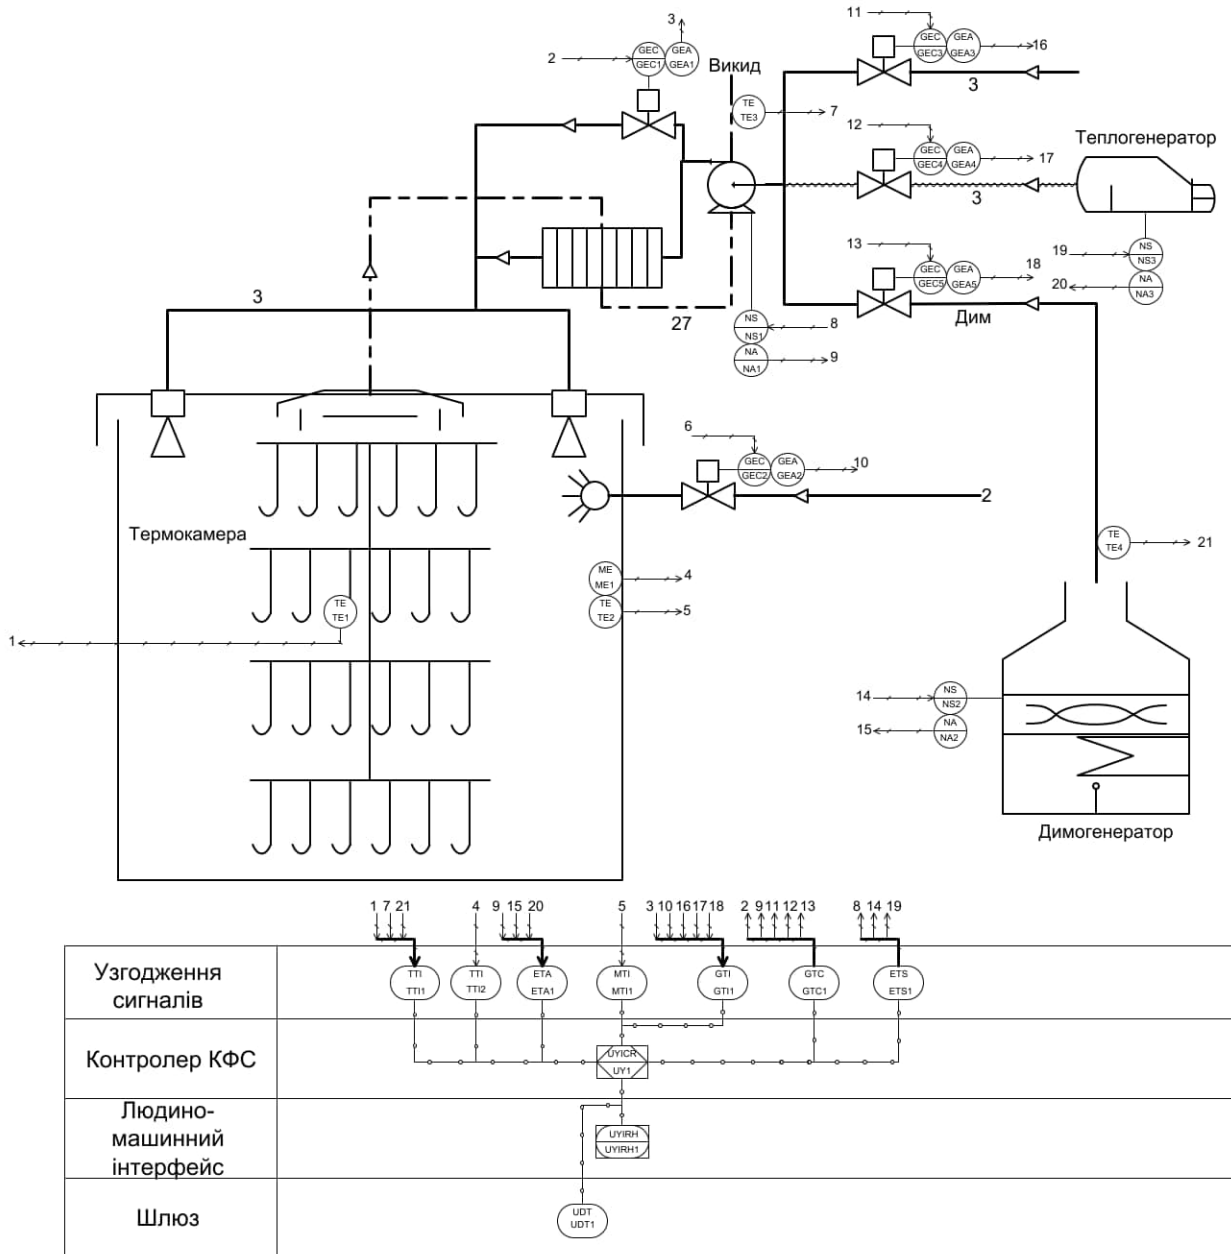 11
GEC
GEC3
GEA
GEA3
16
3
2
GEC
GEC1
GEA
GEA1
Викид
TE
TE3
7
3
12
GEC
GEC4
GEA
GEA4
17
Теплогенератор
3
13
GEC
GEC5
GEA
GEA5
18
19
NS
NS3
20
NA
NA3
3
27
Дим
NS
NS1
8
NA
NA1
9
6
GEC
GEC2
GEA
GEA2
10
2
Термокамера
TE
TE4
21
ME
ME1
4
TE
TE1
TE
TE2
5
1
14
NS
NS2
15
NA
NA2
Димогенератор
1 7 21
4
9 15 20
5
3 10 16 17 18
2 9 11 12 13
8 14 19
Узгодження
сигналів
TTI
TTI1
TTI
TTI2
ETA
ETA1
MTI
MTI1
GTI
GTI1
GTC
GTC1
ETS
ETS1
Контролер КФС
UYICR
UY1
Людино-
машинний
інтерфейс
UYIRH
UYIRH1
Шлюз
UDT
UDT1